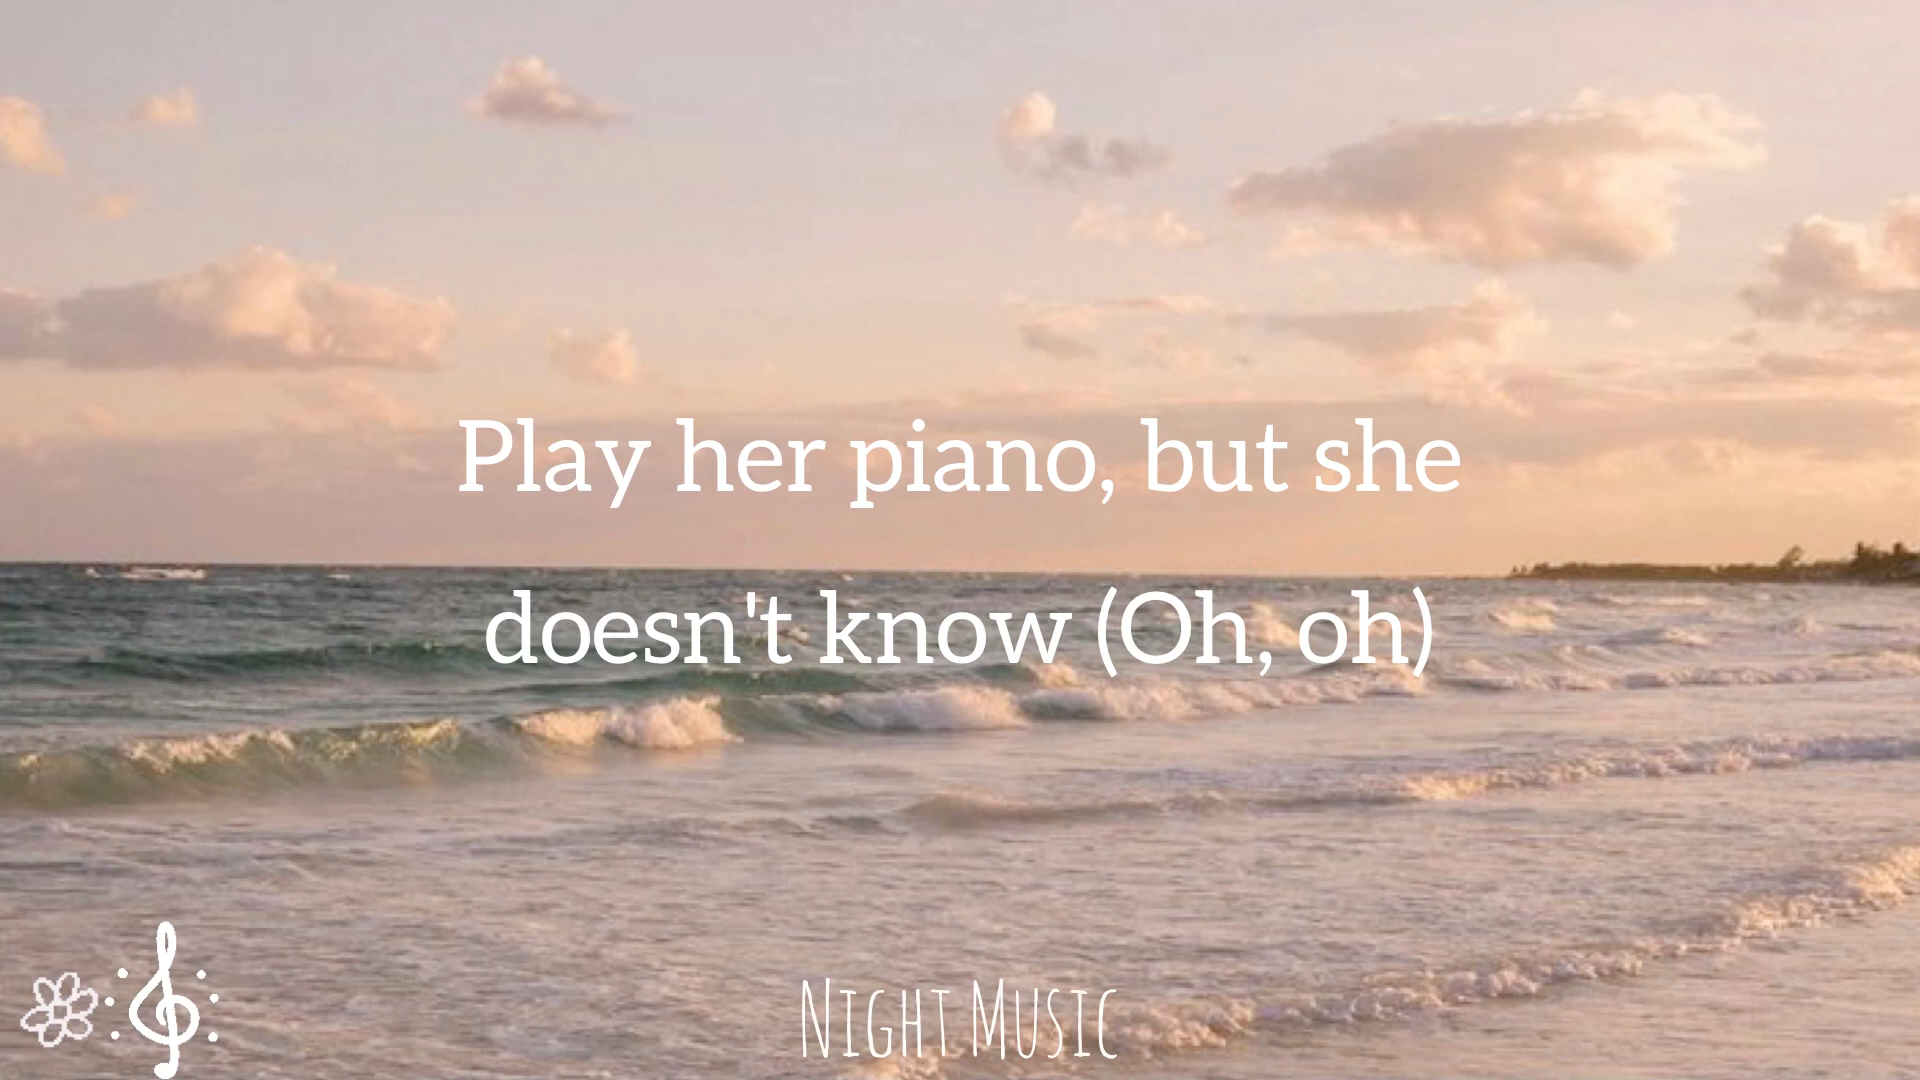 Play her piano, but she
doesn't know (Oh, oh)
Night Music